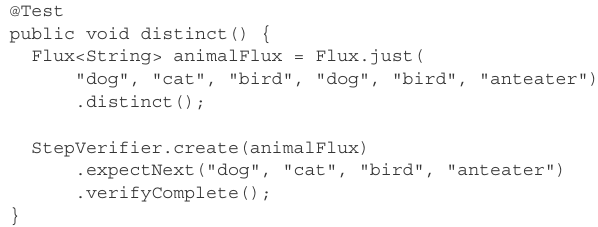 @Test
public void distinct() {
  Flux<String> animalFlux = Flux.just(
      "dog", "cat", "bird", "dog", "bird", "anteater")
      .distinct();

  StepVerifier.create(animalFlux)
      .expectNext("dog", "cat", "bird", "anteater")
      .verifyComplete();
}